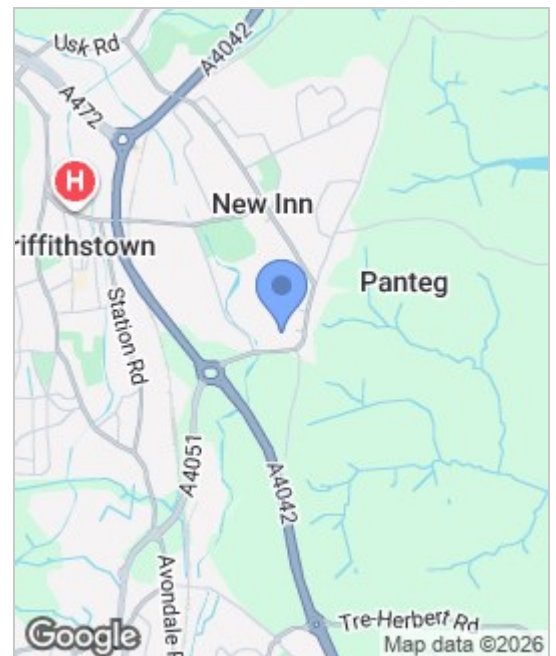 Usk Rd
A4042
A472
H
New Inn
riffithstown
Panteg
Station Rd
A4051
A4042
Avondale
Tre-Herbert Rd
Google
Map data ©2026